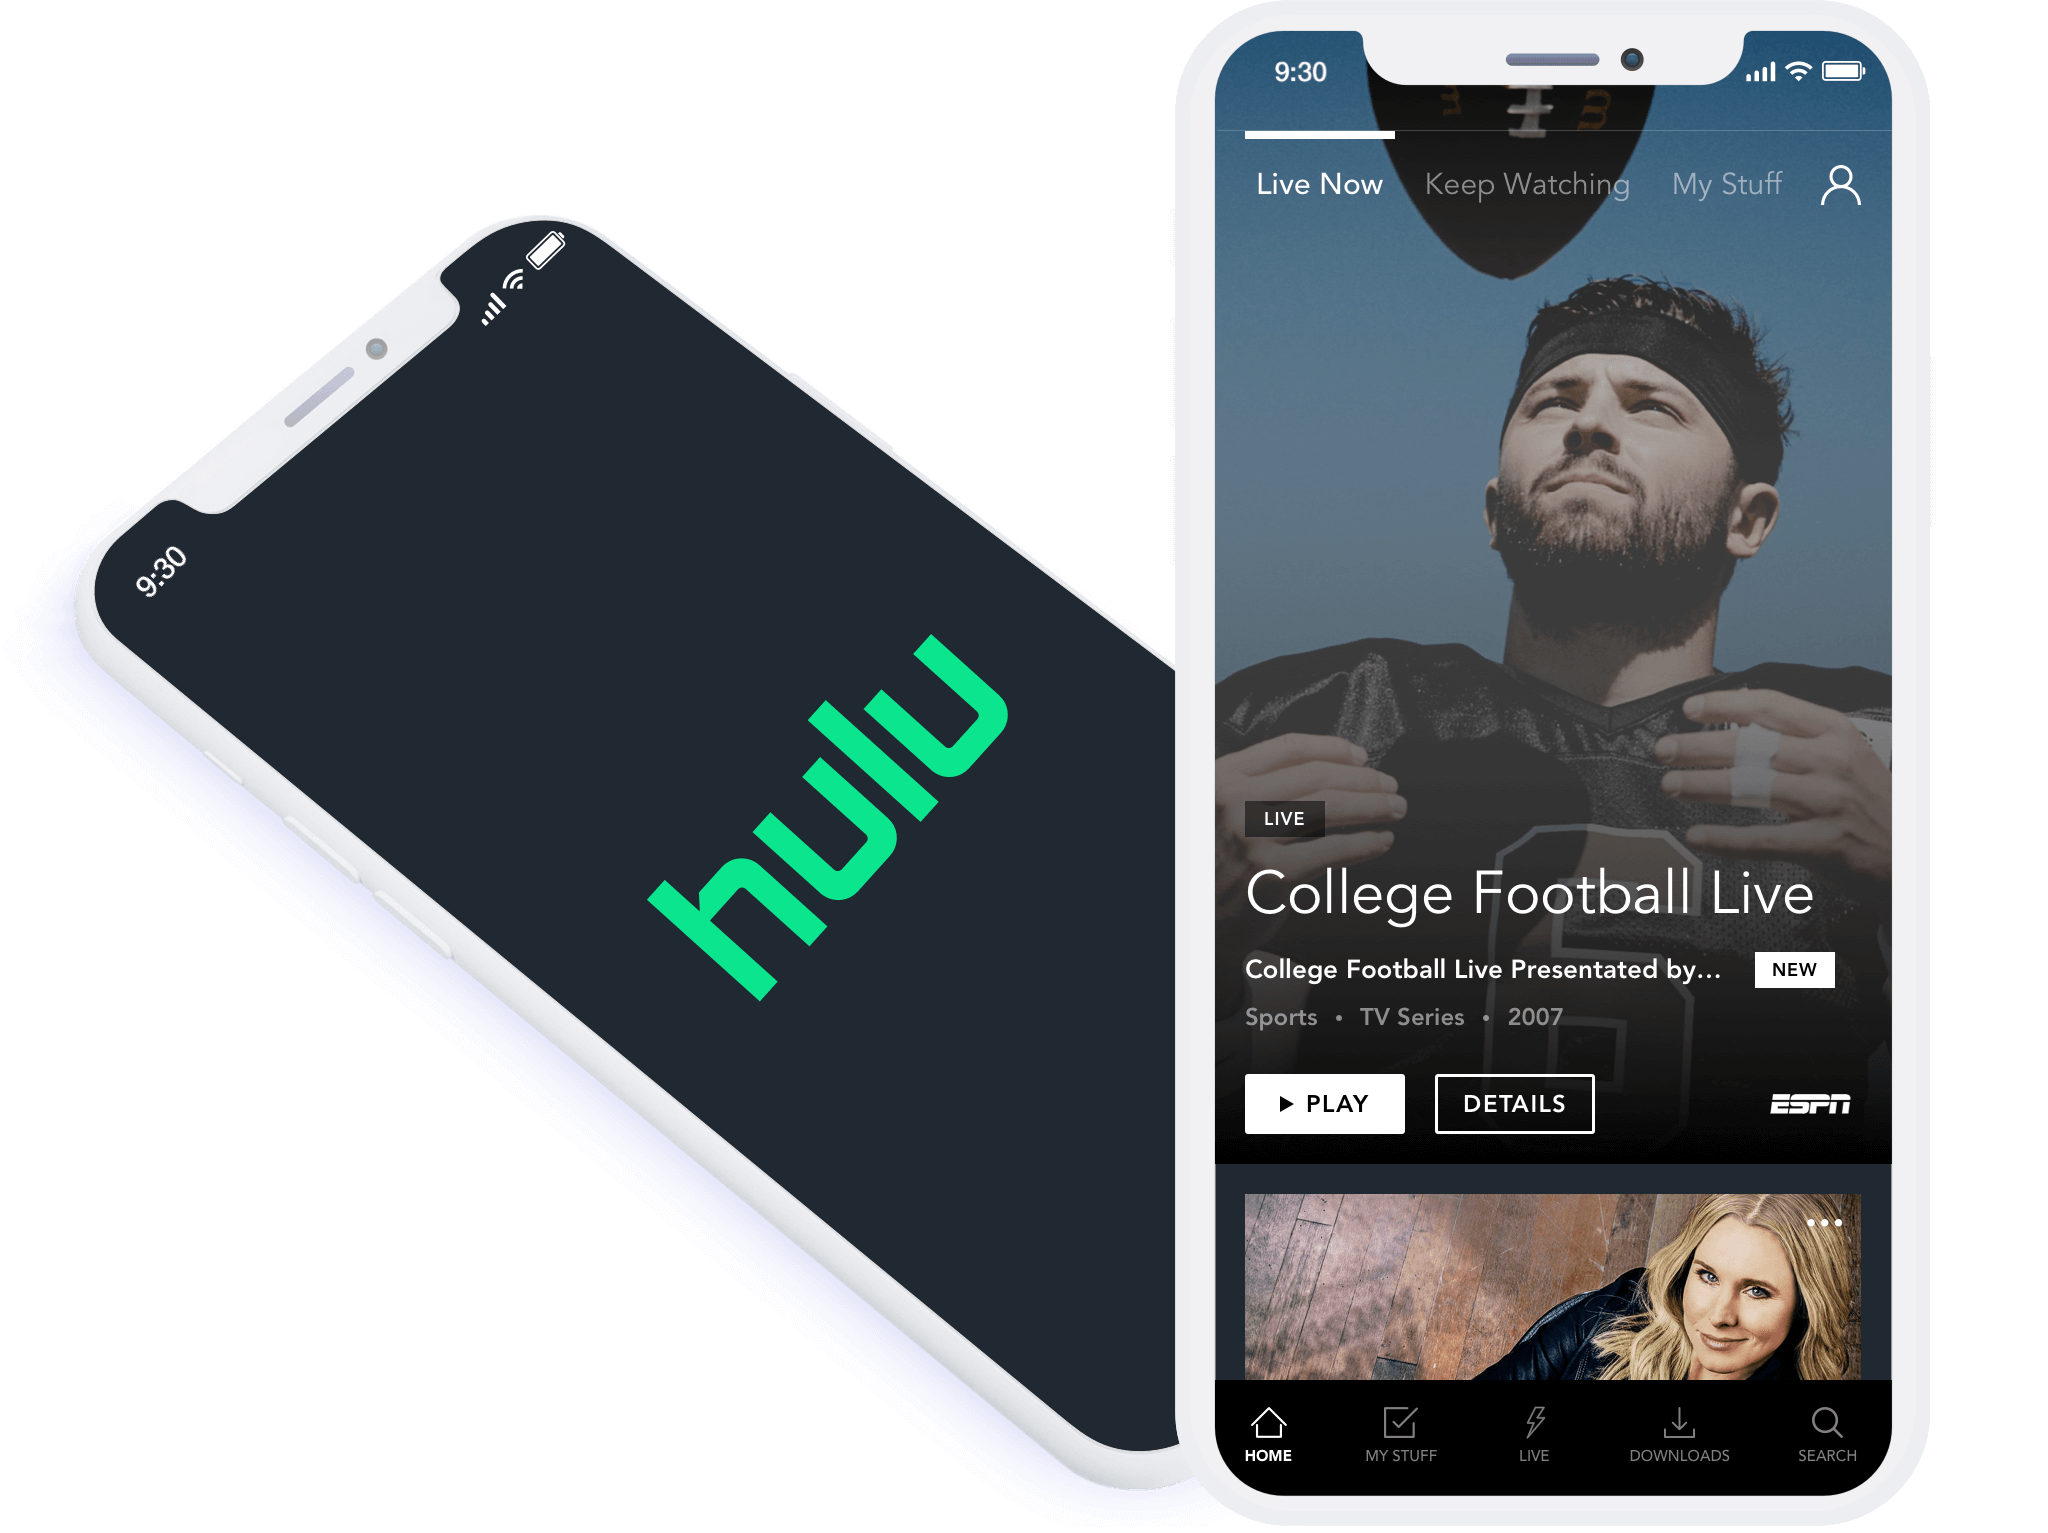 9:30
hulu
9:30
Live Now
Keep Watching
My Stuff
LIVE
College Football Live
College Football Live Presentated by...
NEW
Sports • TV Series • 2007
PLAY
DETAILS
ESPN
HOME
MY STUFF
LIVE
DOWNLOADS
SEARCH